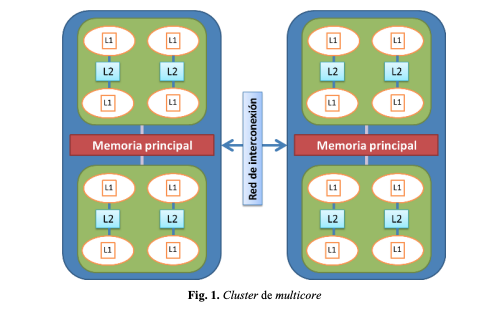 L1 L1 L1 L1
L2 L2 L2 L2
L1 L1 L1 L1
Memoria principal
Red de interconexión
Memoria principal
L1 L1 L1 L1
L2 L2 L2 L2
L1 L1 L1 L1
Fig. 1. Cluster de multicore